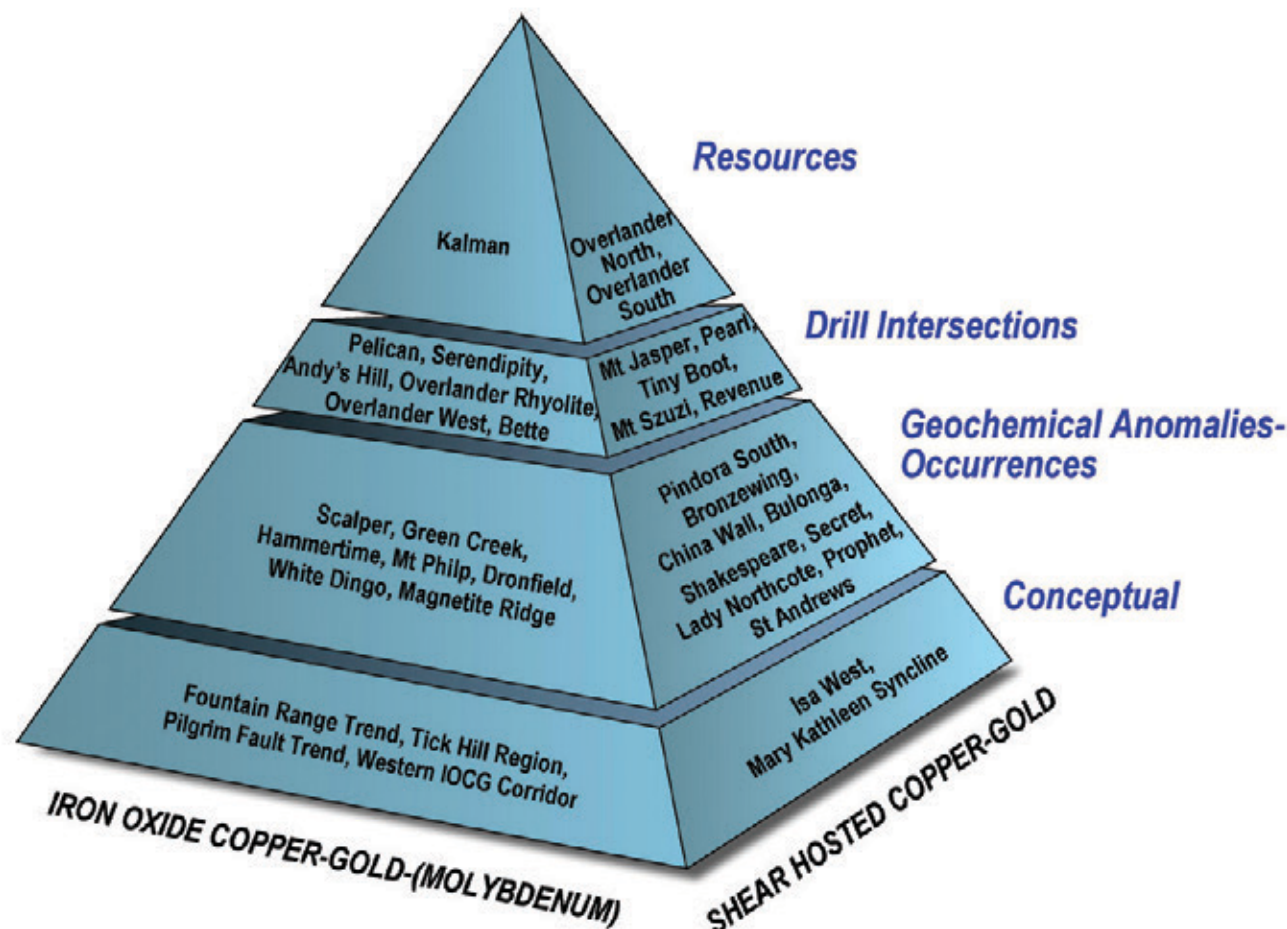 Resources
Kalman
Overlander
North,
Overlander
South
Drill Intersections
Pelican, Serendipity,
Andy's Hill, Overlander Rhyolite,
Overlander West, Bette
Mt Jasper, Pearl,
Tiny Boot,
Mt Szuzi, Revenue
Geochemical Anomalies-
Occurrences
Scalper, Green Creek,
Hammertime, Mt Philp, Dronfield,
White Dingo, Magnetite Ridge
Pindora South,
Bronzewing,
China Wall, Bulonga,
Shakespeare, Secret,
Lady Northcote, Prophet,
St Andrews
Conceptual
Fountain Range Trend, Tick Hill Region,
Pilgrim Fault Trend, Western IOCG Corridor
Isa West,
Mary Kathleen Syncline
IRON OXIDE COPPER-GOLD-(MOLYBDENUM)
SHEAR HOSTED COPPER-GOLD